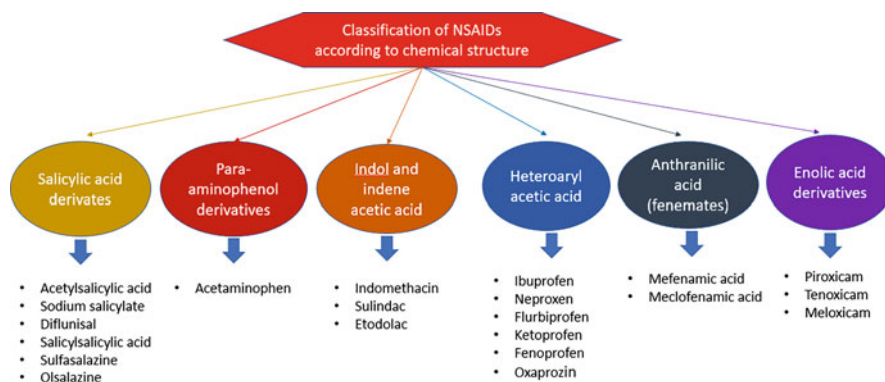 Classification of NSAIDs
according to chemical structure
Salicylic acid
derivates
Para-
aminophenol
derivatives
Indol and
indene
acetic acid
Heteroaryl
acetic acid
Anthranilic
acid
(fenemates)
Enolic acid
derivatives
• Acetylsalicylic acid
• Sodium salicylate
• Diflunisal
• Salicylsalicylic acid
• Sulfasalazine
• Olsalazine
• Acetaminophen
• Indomethacin
• Sulindac
• Etodolac
• Ibuprofen
• Neproxen
• Flurbiprofen
• Ketoprofen
• Fenoprofen
• Oxaprozin
• Mefenamic acid
• Meclofenamic acid
• Piroxicam
• Tenoxicam
• Meloxicam